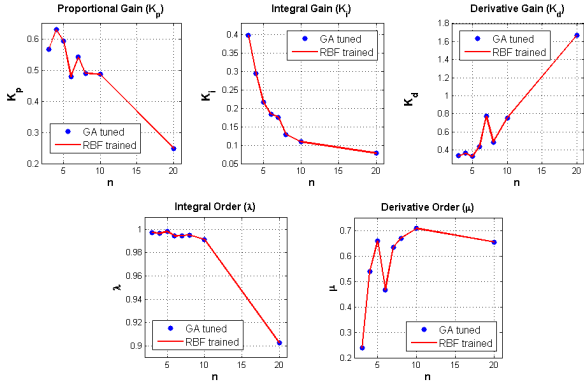 Proportional Gain (Kp)
0.6
0.5
0.4
0.3
0.2
Kp
5 10 15 20
n
GA tuned
RBF trained
Integral Gain (Ki)
0.4
0.35
0.3
0.25
0.2
0.15
0.1
0.05
Ki
5 10 15 20
n
GA tuned
RBF trained
Derivative Gain (Kd)
1.8
1.6
1.4
1.2
1
0.8
0.6
0.4
0.2
Kd
5 10 15 20
n
GA tuned
RBF trained
Integral Order (λ)
1
0.98
0.96
0.94
0.92
0.9
λ
5 10 15 20
n
GA tuned
RBF trained
Derivative Order (μ)
0.7
0.6
0.5
0.4
0.3
0.2
μ
5 10 15 20
n
GA tuned
RBF trained